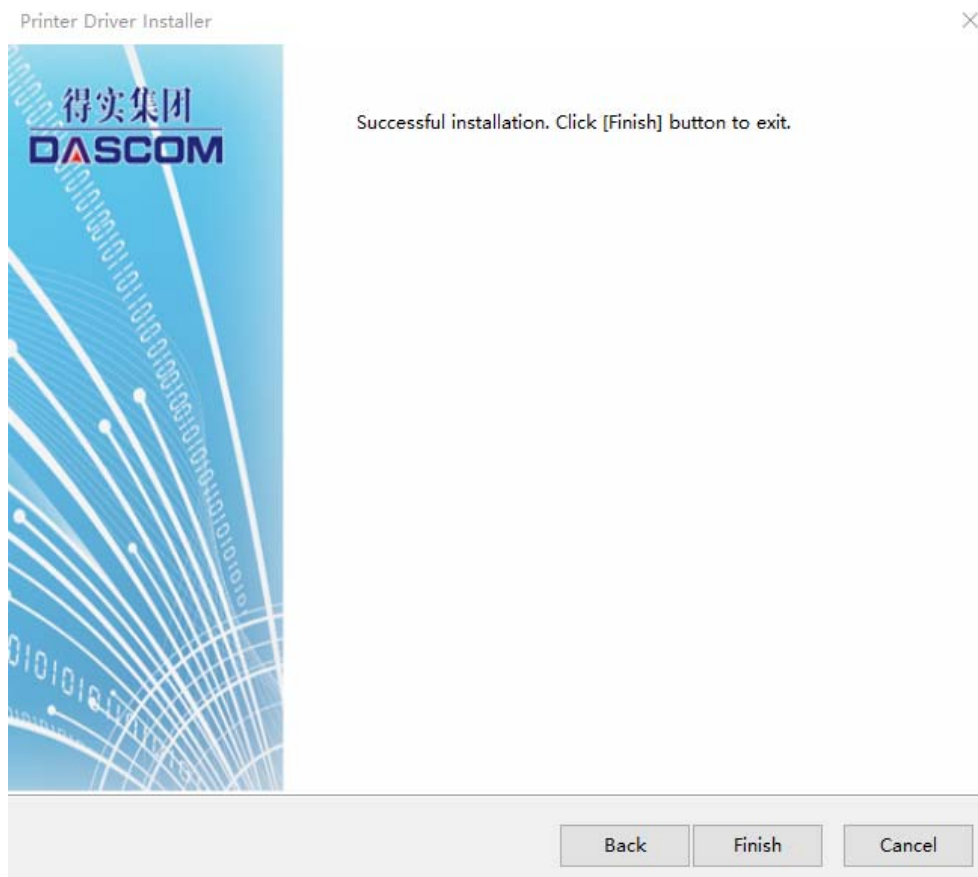 Printer Driver Installer
得实集团
DASCOM
Successful installation. Click [Finish] button to exit.
Back
Finish
Cancel